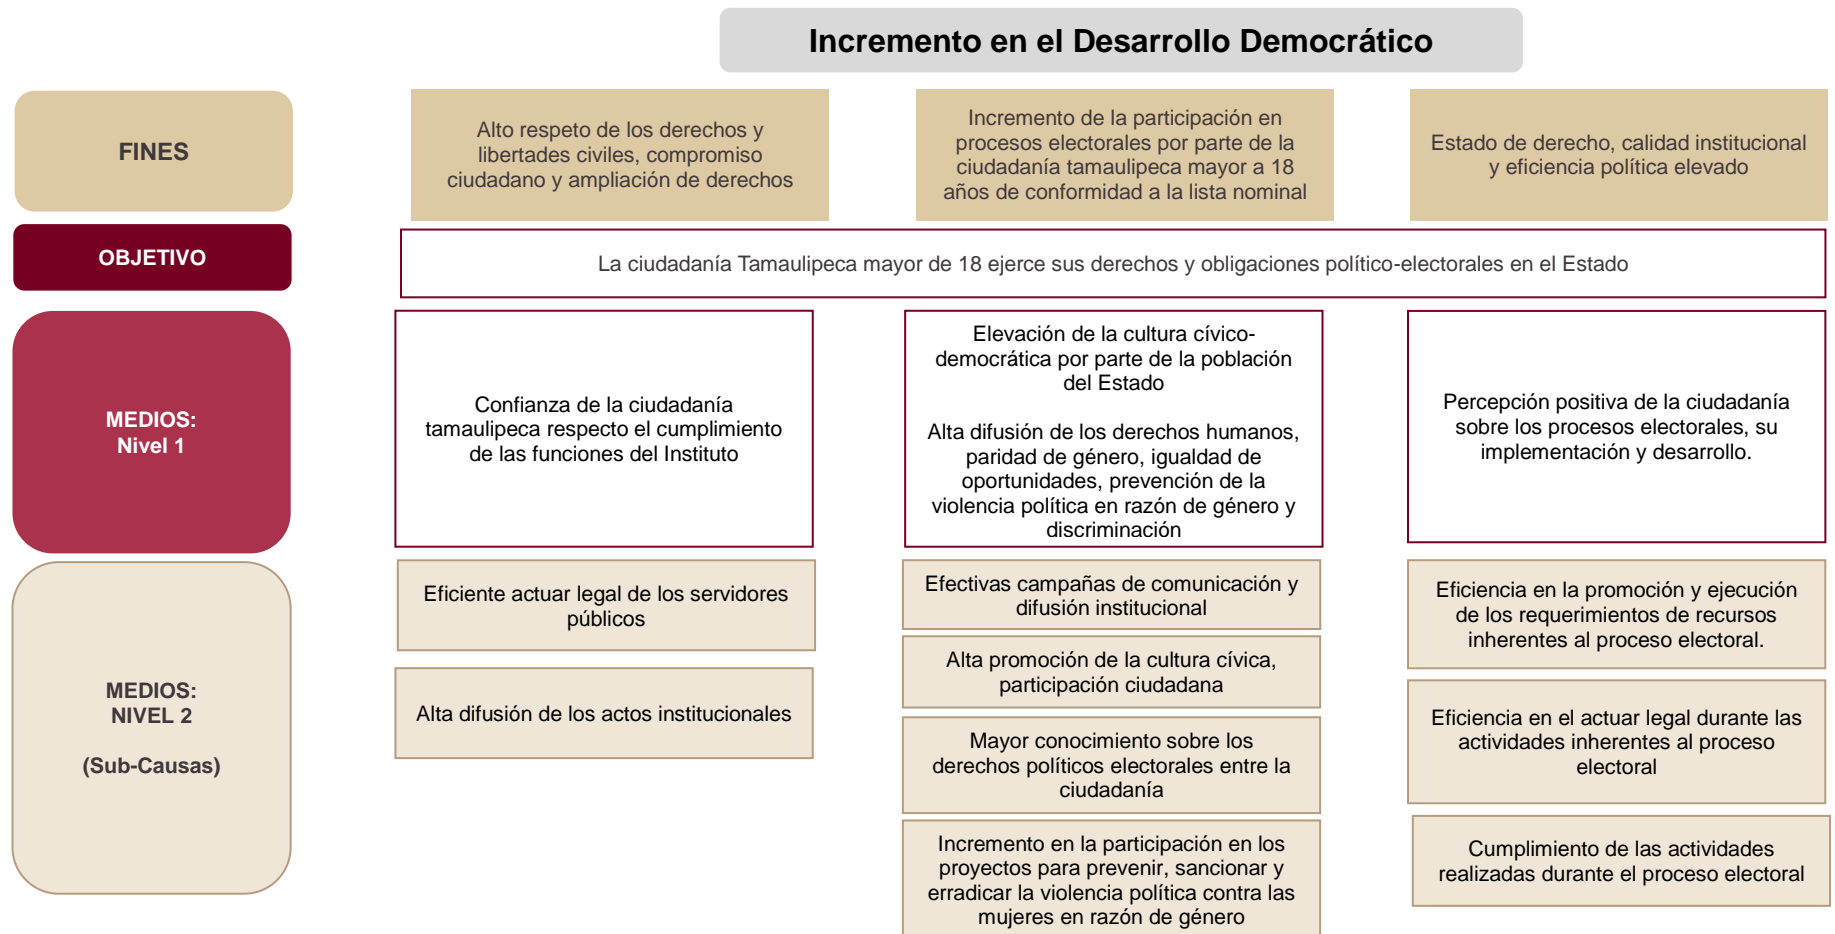 Incremento en el Desarrollo Democrático
FINES
Alto respeto de los derechos y
libertades civiles, compromiso
ciudadano y ampliación de derechos
Incremento de la participación en
procesos electorales por parte de la
ciudadanía tamaulipeca mayor a 18
años de conformidad a la lista nominal
Estado de derecho, calidad institucional
y eficiencia política elevado
OBJETIVO
La ciudadanía Tamaulipeca mayor de 18 ejerce sus derechos y obligaciones político-electorales en el Estado
MEDIOS:
Nivel 1
Confianza de la ciudadanía
tamaulipeca respecto el cumplimiento
de las funciones del Instituto
Elevación de la cultura cívico-
democrática por parte de la población
del Estado
Alta difusión de los derechos humanos,
paridad de género, igualdad de
oportunidades, prevención de la
violencia política en razón de género y
discriminación
Percepción positiva de la ciudadanía
sobre los procesos electorales, su
implementación y desarrollo.
MEDIOS:
NIVEL 2
(Sub-Causas)
Eficiente actuar legal de los servidores
públicos
Alta difusión de los actos institucionales
Efectivas campañas de comunicación y
difusión institucional
Alta promoción de la cultura cívica,
participación ciudadana
Mayor conocimiento sobre los
derechos políticos electorales entre la
ciudadanía
Incremento en la participación en los
proyectos para prevenir, sancionar y
erradicar la violencia política contra las
mujeres en razón de género
Eficiencia en la promoción y ejecución
de los requerimientos de recursos
inherentes al proceso electoral.
Eficiencia en el actuar legal durante las
actividades inherentes al proceso
electoral
Cumplimiento de las actividades
realizadas durante el proceso electoral